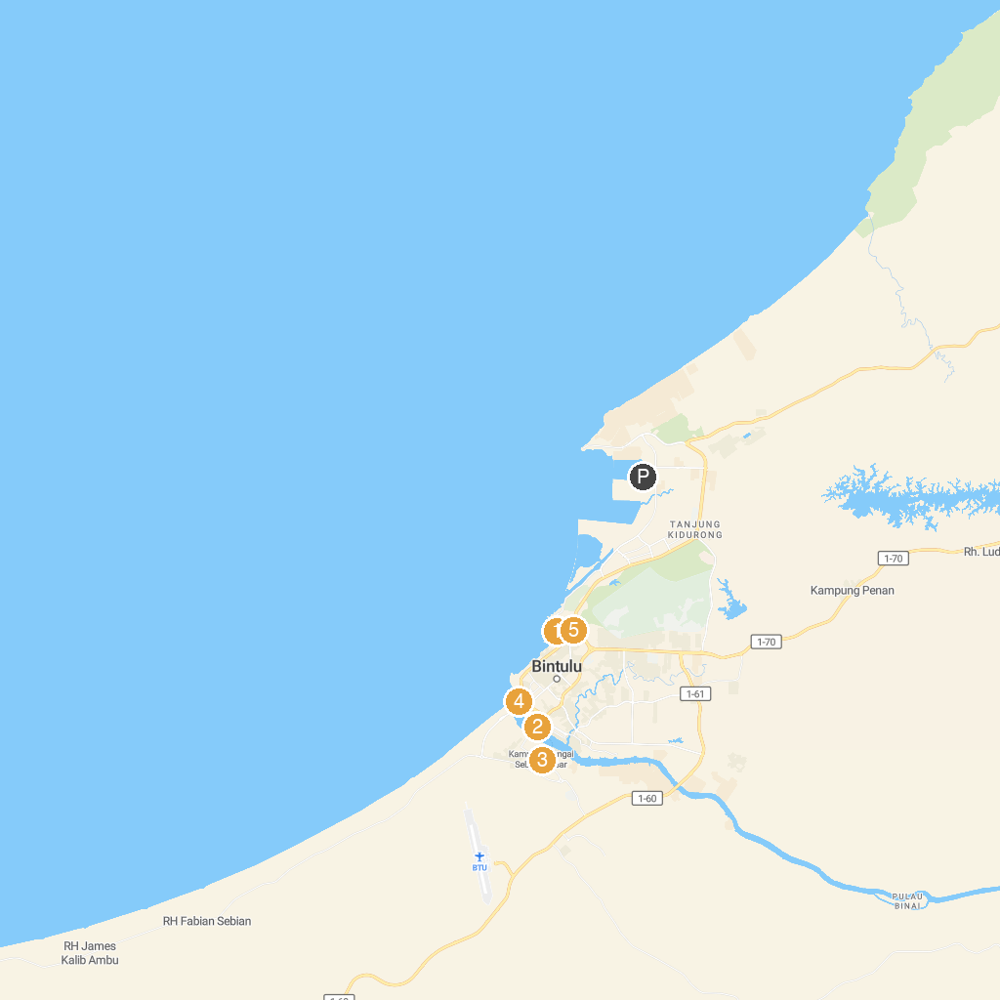 P
TANJUNG
KIDURONG
1-70
Rh. Lud
Kampung Penan
1
5
1-70
Bintulu
1-61
4
2
3
1-60
BTU
PULAU
BINAI
RH Fabian Sebian
RH James
Kalib Ambu